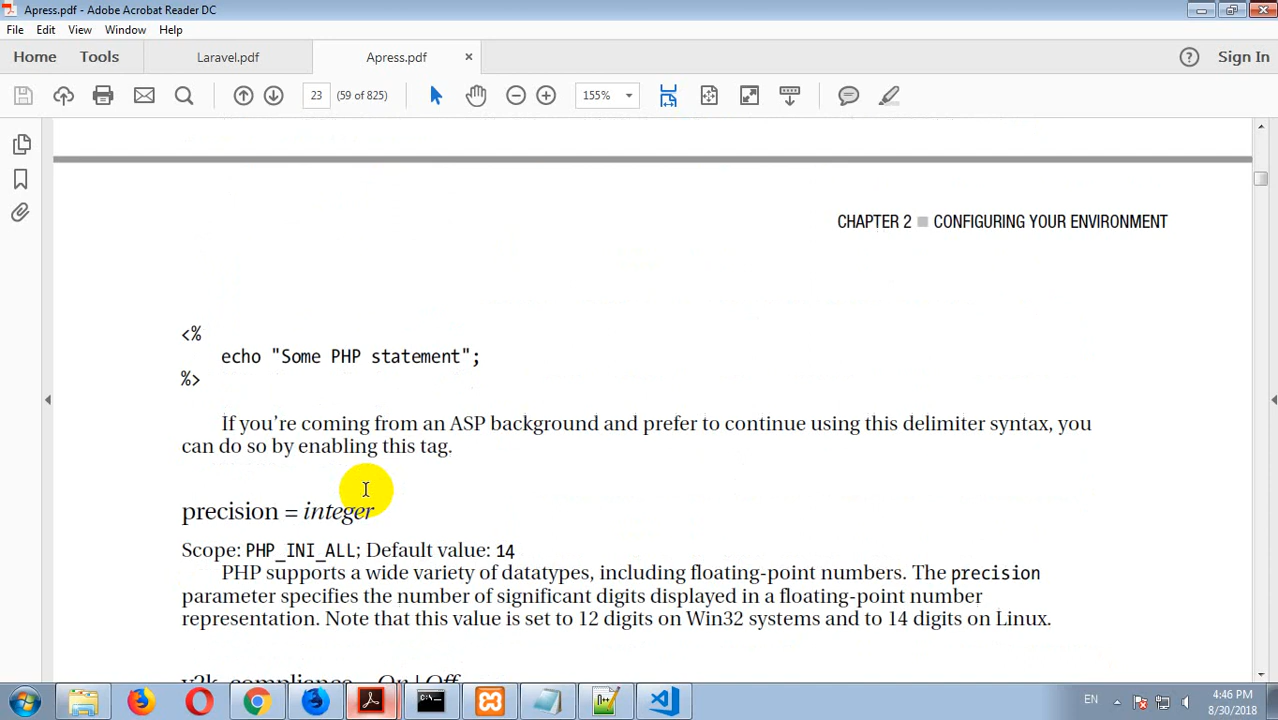 Apress.pdf - Adobe Acrobat Reader DC
File Edit View Window Help
Home Tools Laravel.pdf Apress.pdf × ? Sign In
23 (59 of 825) 155%
CHAPTER 2 ■ CONFIGURING YOUR ENVIRONMENT
<%
echo "Some PHP statement";
%>
If you're coming from an ASP background and prefer to continue using this delimiter syntax, you
can do so by enabling this tag.
precision = integer
Scope: PHP_INI_ALL; Default value: 14
PHP supports a wide variety of datatypes, including floating-point numbers. The precision
parameter specifies the number of significant digits displayed in a floating-point number
representation. Note that this value is set to 12 digits on Win32 systems and to 14 digits on Linux.
y2k_compliance = On | Off
EN 4:46 PM
8/30/2018